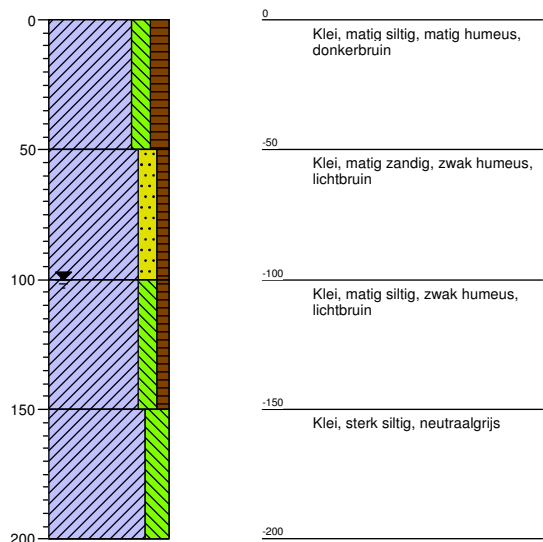 0
0
Klei, matig siltig, matig humeus,
donkerbruin
50
-50
Klei, matig zandig, zwak humeus,
lichtbruin
100
-100
Klei, matig siltig, zwak humeus,
lichtbruin
150
-150
Klei, sterk siltig, neutraalgrijs
200
-200